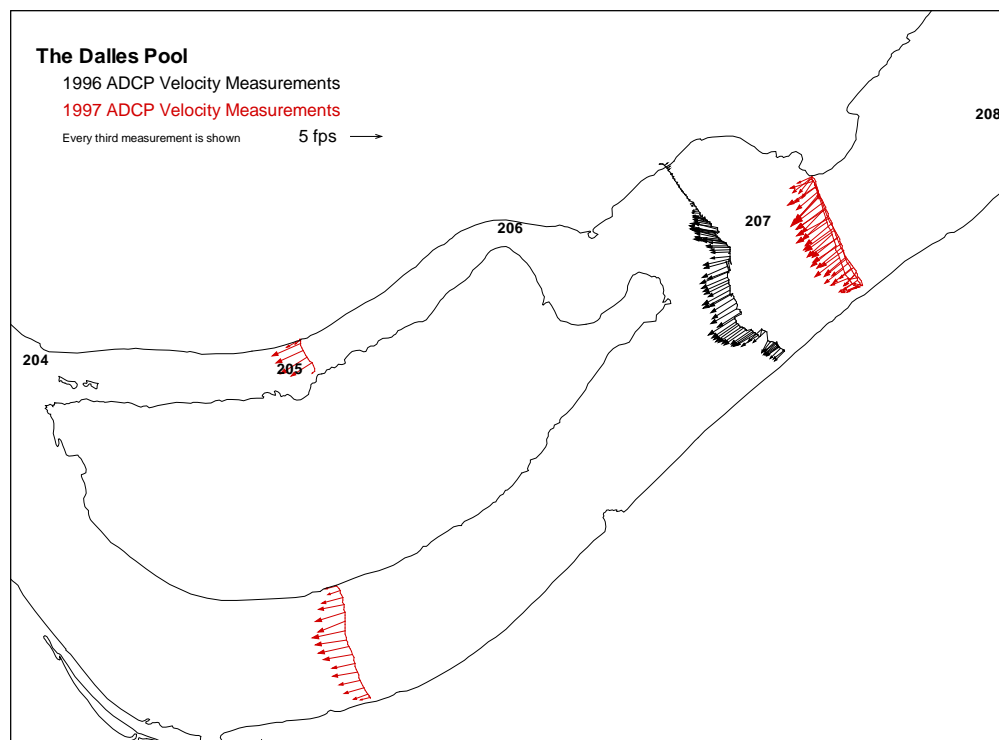 The Dalles Pool
1996 ADCP Velocity Measurements
1997 ADCP Velocity Measurements
Every third measurement is shown 5 fps
208
207
206
204
205